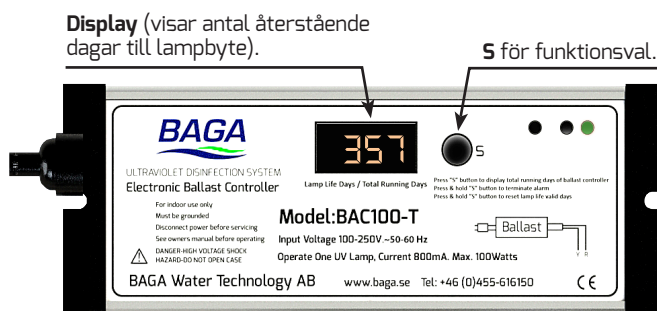 Display (visar antal återstående
dagar till lampbyte).
S för funktionsval.
BAGA
ULTRAVIOLET DISINFECTION SYSTEM
Electronic Ballast Controller
For indoor use only
Must be grounded
Disconnect power before servicing
See owners manual before operating
DANGER-HIGH VOLTAGE SHOCK
HAZARD-DO NOT OPEN CASE
BAGA Water Technology AB
357
Lamp Life Days / Total Running Days
S
Press "S" button to display total running days of ballast controller
Press & hold "S" button to terminate alarm
Press & hold "S" button to reset lamp life valid days
Model:BAC100-T
Input Voltage 100-250V.~50-60 Hz
Operate One UV Lamp, Current 800mA. Max. 100Watts
Ballast
Y R
www.baga.se Tel: +46 (0)455-616150
CE